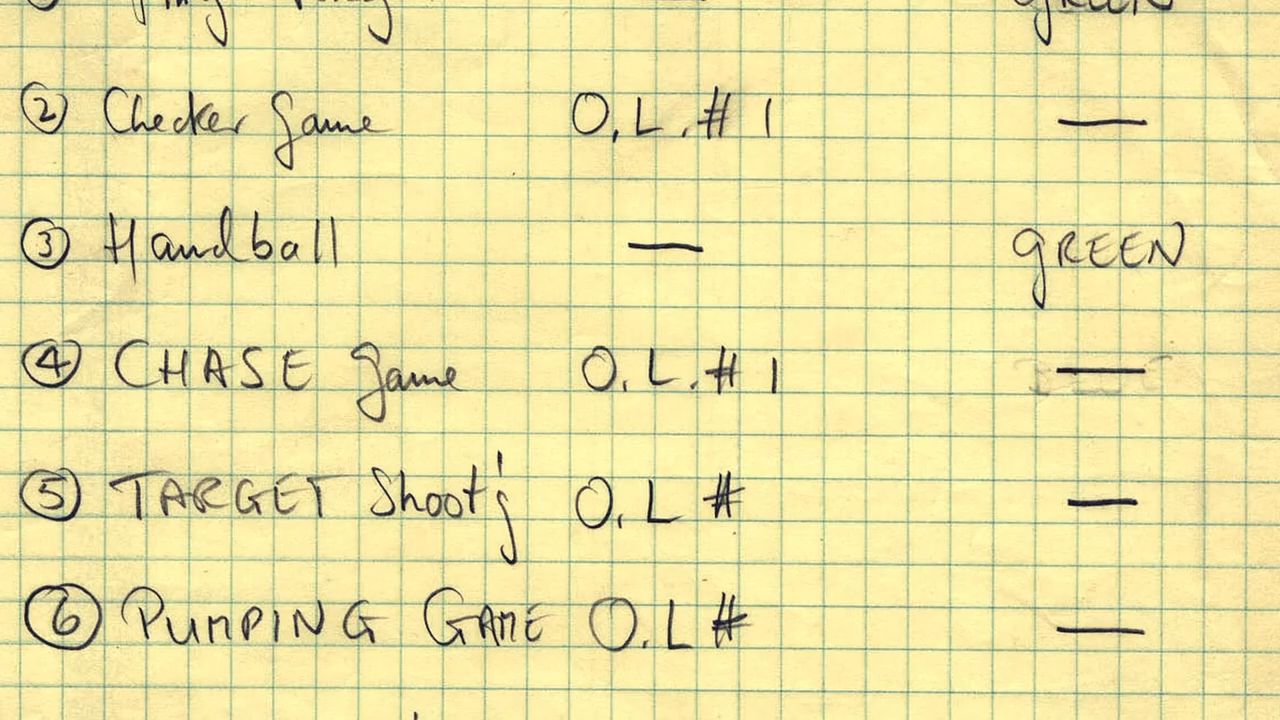 ② Checker Game O.L.#1 —
③ Handball — GREEN
④ CHASE Game O.L.#1 —
⑤ TARGET Shoot'g O.L # —
⑥ PUMPING GAME O.L # —